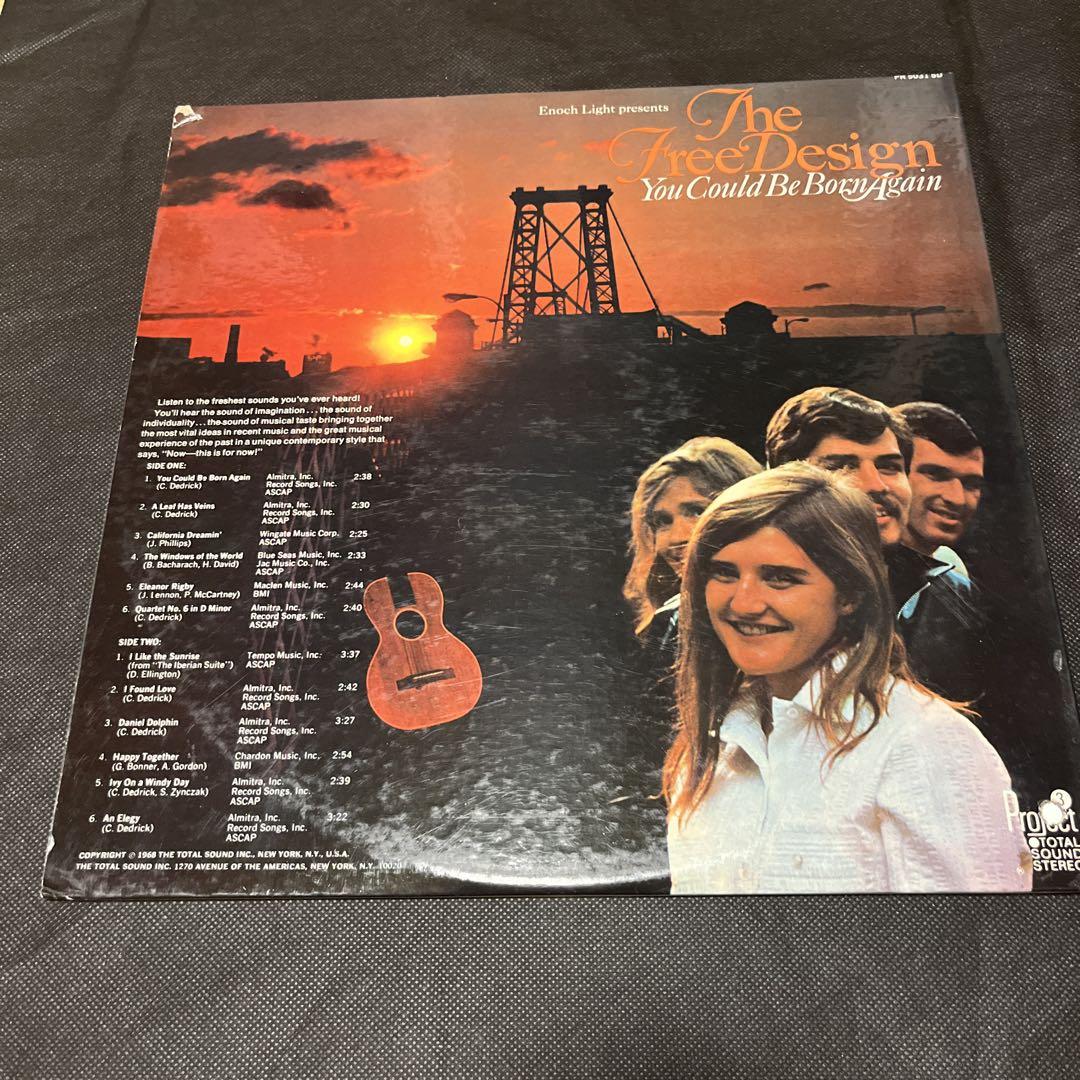 PR 5031 SD
Enoch Light presents
The
Free Design
You Could Be Born Again
Listen to the freshest sounds you've ever heard!
You'll hear the sound of imagination . . . the sound of
individuality . . . the sound of musical taste bringing together
the most vital ideas in recent music and the great musical
experience of the past in a unique contemporary style that
says, "Now—this is for now!"
SIDE ONE:
1. You Could Be Born Again Almitra, Inc. 2:38
(C. Dedrick) Record Songs, Inc.
ASCAP
2. A Leaf Has Veins Almitra, Inc. 2:30
(C. Dedrick) Record Songs, Inc.
ASCAP
3. California Dreamin' Wingate Music Corp. 2:25
(J. Phillips) ASCAP
4. The Windows of the World Blue Seas Music, Inc. 2:33
(B. Bacharach, H. David) Jac Music Co., Inc.
ASCAP
5. Eleanor Rigby Maclen Music, Inc. 2:44
(J. Lennon, P. McCartney) BMI
6. Quartet No. 6 in D Minor Almitra, Inc. 2:40
(C. Dedrick) Record Songs, Inc.
ASCAP
SIDE TWO:
1. I Like the Sunrise Tempo Music, Inc. 3:37
(from "The Iberian Suite") ASCAP
(D. Ellington)
2. I Found Love Almitra, Inc. 2:42
(C. Dedrick) Record Songs, Inc.
ASCAP
3. Daniel Dolphin Almitra, Inc. 3:27
(C. Dedrick) Record Songs, Inc.
ASCAP
4. Happy Together Chardon Music, Inc. 2:54
(G. Bonner, A. Gordon) BMI
5. Ivy On a Windy Day Almitra, Inc. 2:39
(C. Dedrick, S. Zynczak) Record Songs, Inc.
ASCAP
6. An Elegy Almitra, Inc. 3:22
(C. Dedrick) Record Songs, Inc.
ASCAP
COPYRIGHT © 1968 THE TOTAL SOUND INC., NEW YORK, N.Y., U.S.A.
THE TOTAL SOUND INC. 1270 AVENUE OF THE AMERICAS, NEW YORK, N.Y. 10020
Project 3
TOTAL
SOUND
STEREO